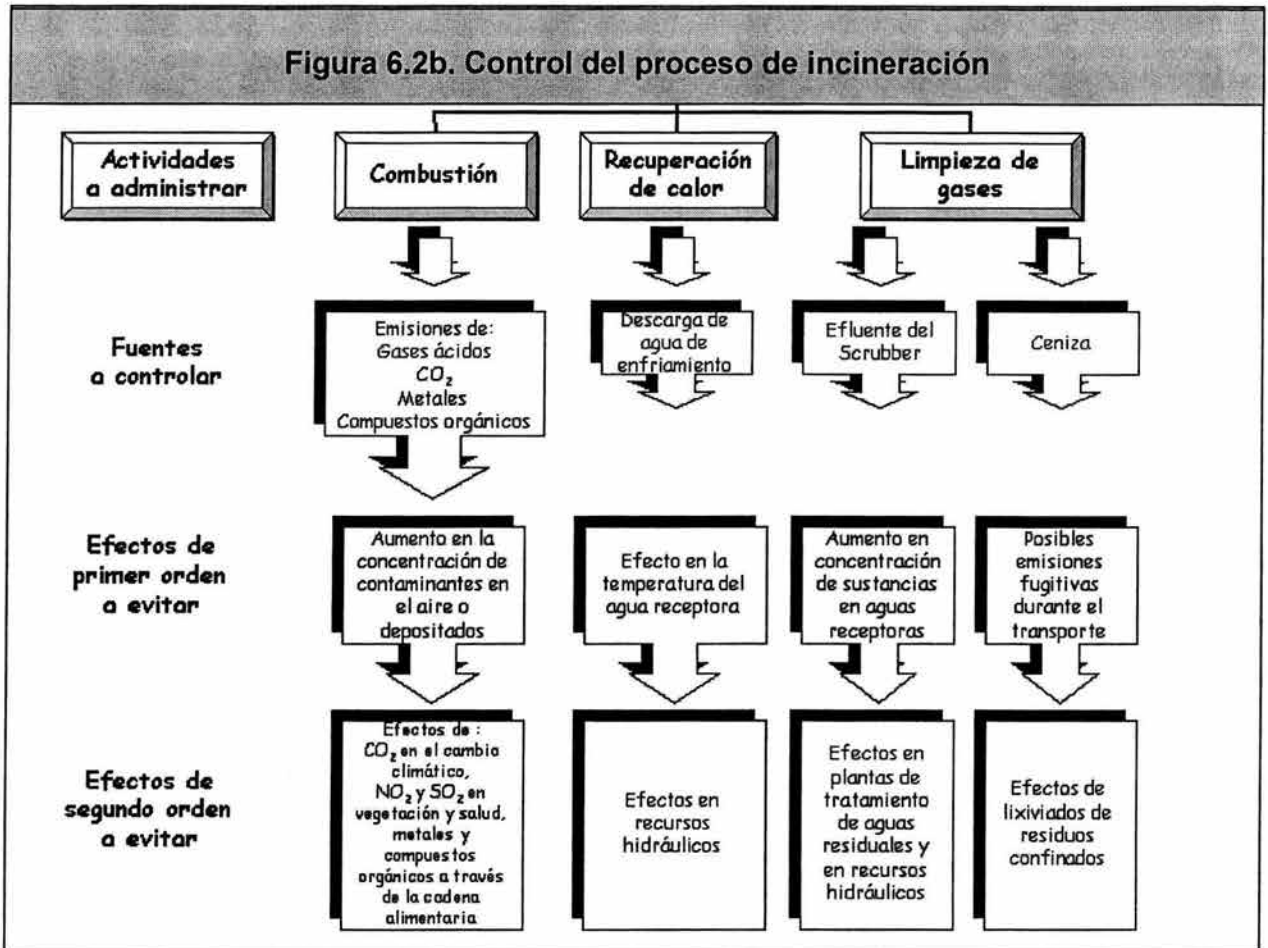 Figura 6.2b. Control del proceso de incineración
Actividades
a administrar
Combustión
Recuperación
de calor
Limpieza de
gases
Fuentes
a controlar
Emisiones de:
Gases ácidos
CO₂
Metales
Compuestos orgánicos
Descarga de
agua de
enfriamiento
Efluente del
Scrubber
Ceniza
Efectos de
primer orden
a evitar
Aumento en la
concentración de
contaminantes en
el aire o
depositados
Efecto en la
temperatura del
agua receptora
Aumento en
concentración
de sustancias
en aguas
receptoras
Posibles
emisiones
fugitivas
durante el
transporte
Efectos de
segundo orden
a evitar
Efectos de :
CO₂ en el cambio
climático,
NO₂ y SO₂ en
vegetación y salud,
metales y
compuestos
orgánicos a través
de la cadena
alimentaria
Efectos en
recursos
hidráulicos
Efectos en
plantas de
tratamiento
de aguas
residuales y
en recursos
hidráulicos
Efectos de
lixiviados de
residuos
confinados